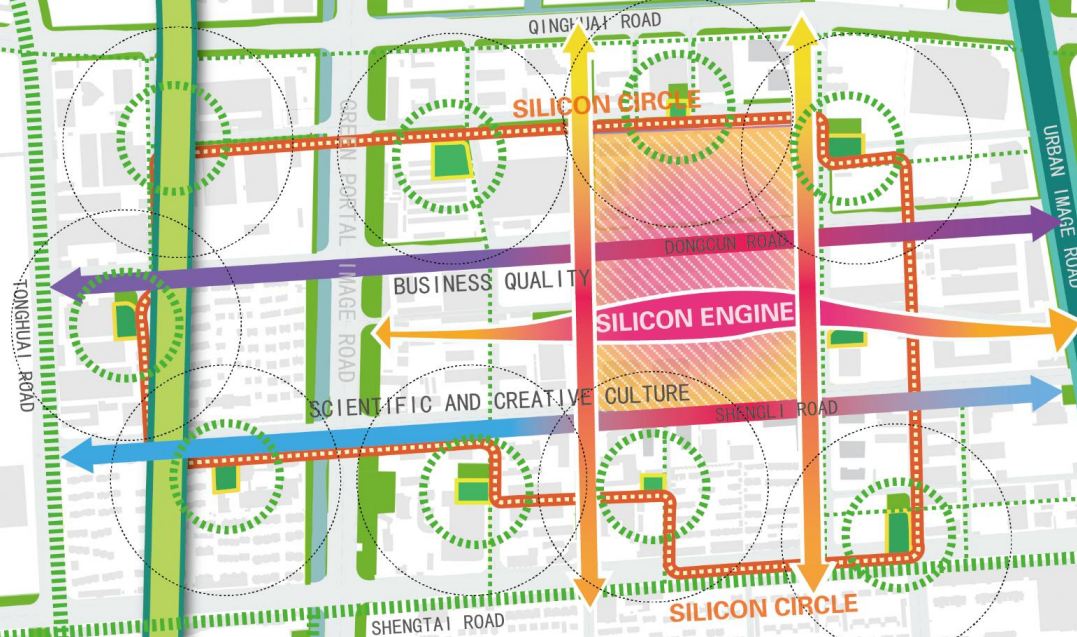 QINGHUAI ROAD
SILICON CIRCLE
GREEN PORTAL IMAGE ROAD
URBAN IMAGE ROAD
DONGCUN ROAD
BUSINESS QUALITY
TONGHUAI ROAD
SILICON ENGINE
SCIENTIFIC AND CREATIVE CULTURE
SHENGLI ROAD
SILICON CIRCLE
SHENGTAI ROAD